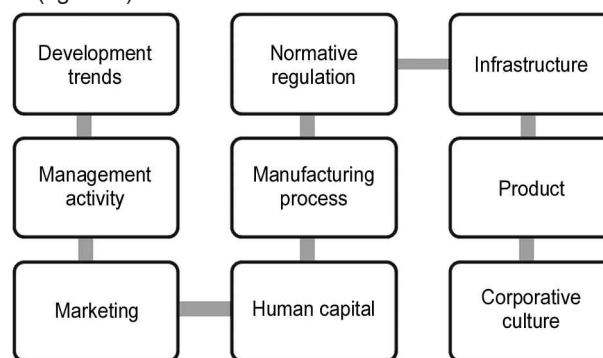 Development
trends
Normative
regulation
Infrastructure
Management
activity
Manufacturing
process
Product
Marketing
Human capital
Corporative
culture